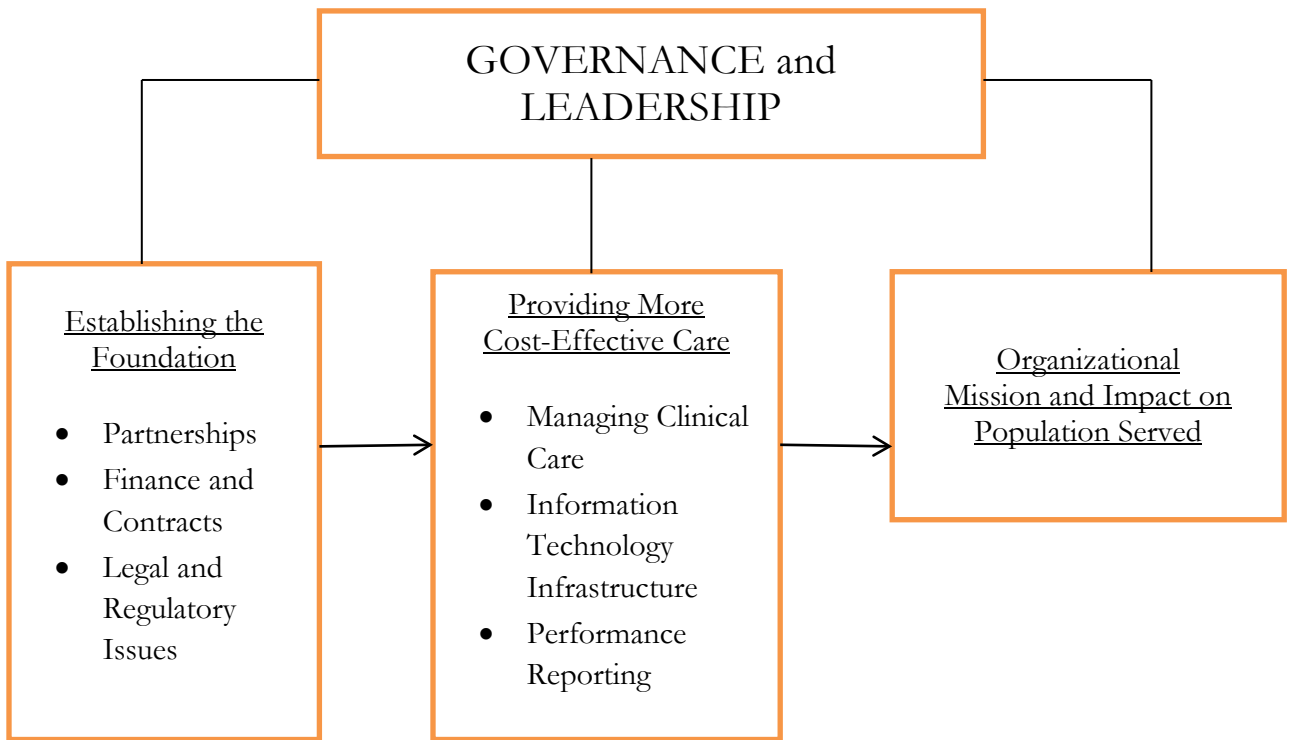 GOVERNANCE and
LEADERSHIP
Establishing the
Foundation
• Partnerships
• Finance and
Contracts
• Legal and
Regulatory
Issues
Providing More
Cost-Effective Care
• Managing Clinical
Care
• Information
Technology
Infrastructure
• Performance
Reporting
Organizational
Mission and Impact on
Population Served